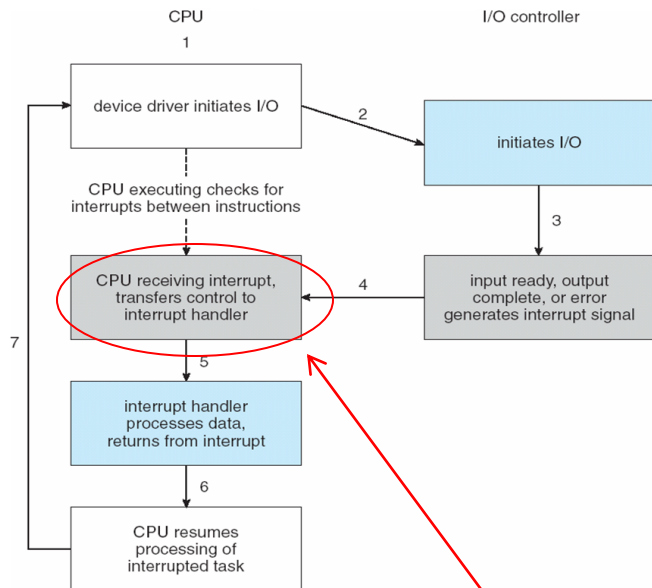 CPU
I/O controller
1
device driver initiates I/O
2
initiates I/O
CPU executing checks for
interrupts between instructions
3
CPU receiving interrupt,
transfers control to
interrupt handler
4
input ready, output
complete, or error
generates interrupt signal
7
5
interrupt handler
processes data,
returns from interrupt
6
CPU resumes
processing of
interrupted task